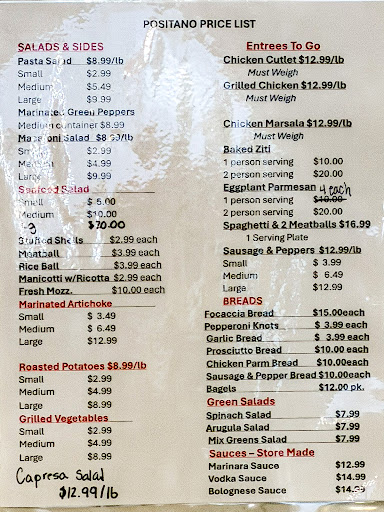 POSITANO PRICE LIST
SALADS & SIDES
Pasta Salad $8.99/lb
Small $2.99
Medium $5.49
Large $9.99
Marinated Green Peppers
Medium container $8.99
Macaroni Salad $8.99/lb
Small $2.99
Medium $4.99
Large $9.99
Seafood Salad
Small $ 5.00
Medium $10.00
$20.00
Stuffed Shells $2.99 each
Meatball $3.99 each
Rice Ball $3.99 each
Manicotti w/Ricotta $2.99 each
Fresh Mozz. $10.00 each
Marinated Artichoke
Small $ 3.49
Medium $ 6.49
Large $12.99
Roasted Potatoes $8.99/lb
Small $2.99
Medium $4.99
Large $8.99
Grilled Vegetables
Small $2.99
Medium $4.99
Large $8.99
Capresa Salad
$12.99/lb
Entrees To Go
Chicken Cutlet $12.99/lb
Must Weigh
Grilled Chicken $12.99/lb
Must Weigh
Chicken Marsala $12.99/lb
Must Weigh
Baked Ziti
1 person serving $10.00
2 person serving $20.00
Eggplant Parmesan 4 each
1 person serving $10.00
2 person serving $20.00
Spaghetti & 2 Meatballs $16.99
1 Serving Plate
Sausage & Peppers $12.99/lb
Small $ 3.99
Medium $ 6.49
Large $12.99
BREADS
Focaccia Bread $15.00each
Pepperoni Knots $ 3.99 each
Garlic Bread $ 3.99 each
Prosciutto Bread $10.00 each
Chicken Parm Bread $10.00each
Sausage & Pepper Bread $10.00each
Bagels $12.00 pk.
Green Salads
Spinach Salad $7.99
Arugula Salad $7.99
Mix Greens Salad $7.99
Sauces – Store Made
Marinara Sauce $12.99
Vodka Sauce $14.99
Bolognese Sauce $14.99